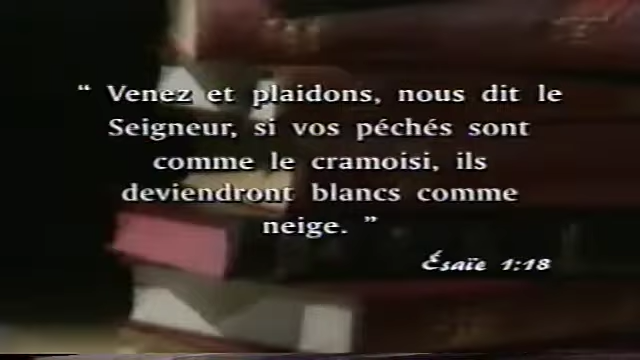 “ Venez et plaidons, nous dit le
Seigneur, si vos péchés sont
comme le cramoisi, ils
deviendront blancs comme
neige. ”
Ésaïe 1:18